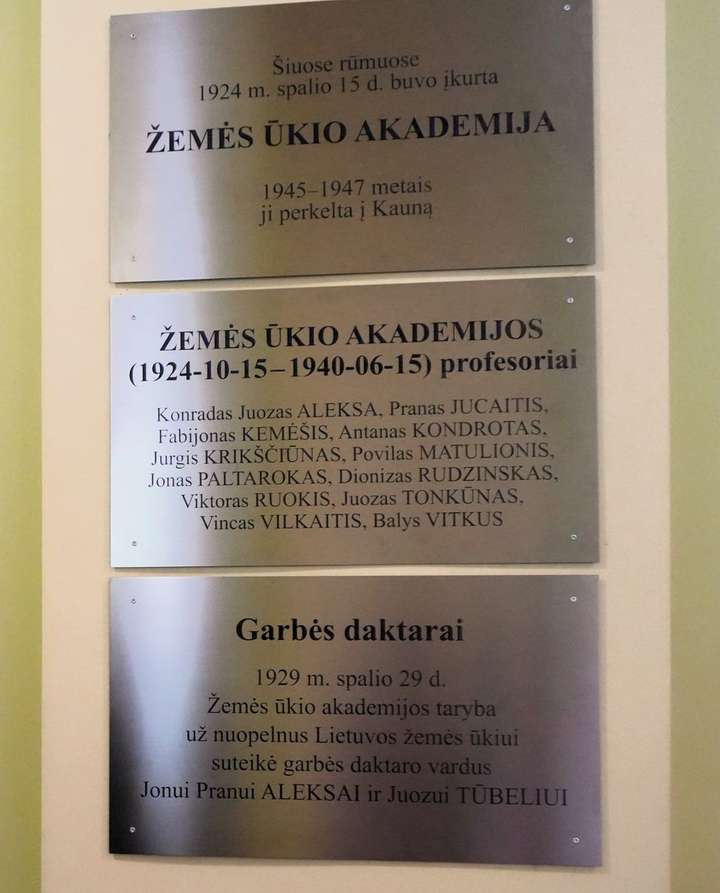 Šiuose rūmuose
1924 m. spalio 15 d. buvo įkurta
ŽEMĖS ŪKIO AKADEMIJA
1945–1947 metais
ji perkelta į Kauną
ŽEMĖS ŪKIO AKADEMIJOS
(1924-10-15–1940-06-15) profesoriai
Konradas Juozas ALEKSA, Pranas JUCAITIS,
Fabijonas KEMĖŠIS, Antanas KONDROTAS,
Jurgis KRIKŠČIŪNAS, Povilas MATULIONIS,
Jonas PALTAROKAS, Dionizas RUDZINSKAS,
Viktoras RUOKIS, Juozas TONKŪNAS,
Vincas VILKAITIS, Balys VITKUS
Garbės daktarai
1929 m. spalio 29 d.
Žemės ūkio akademijos taryba
už nuopelnus Lietuvos žemės ūkiui
suteikė garbės daktaro vardus
Jonui Pranui ALEKSAI ir Juozui TŪBELIUI